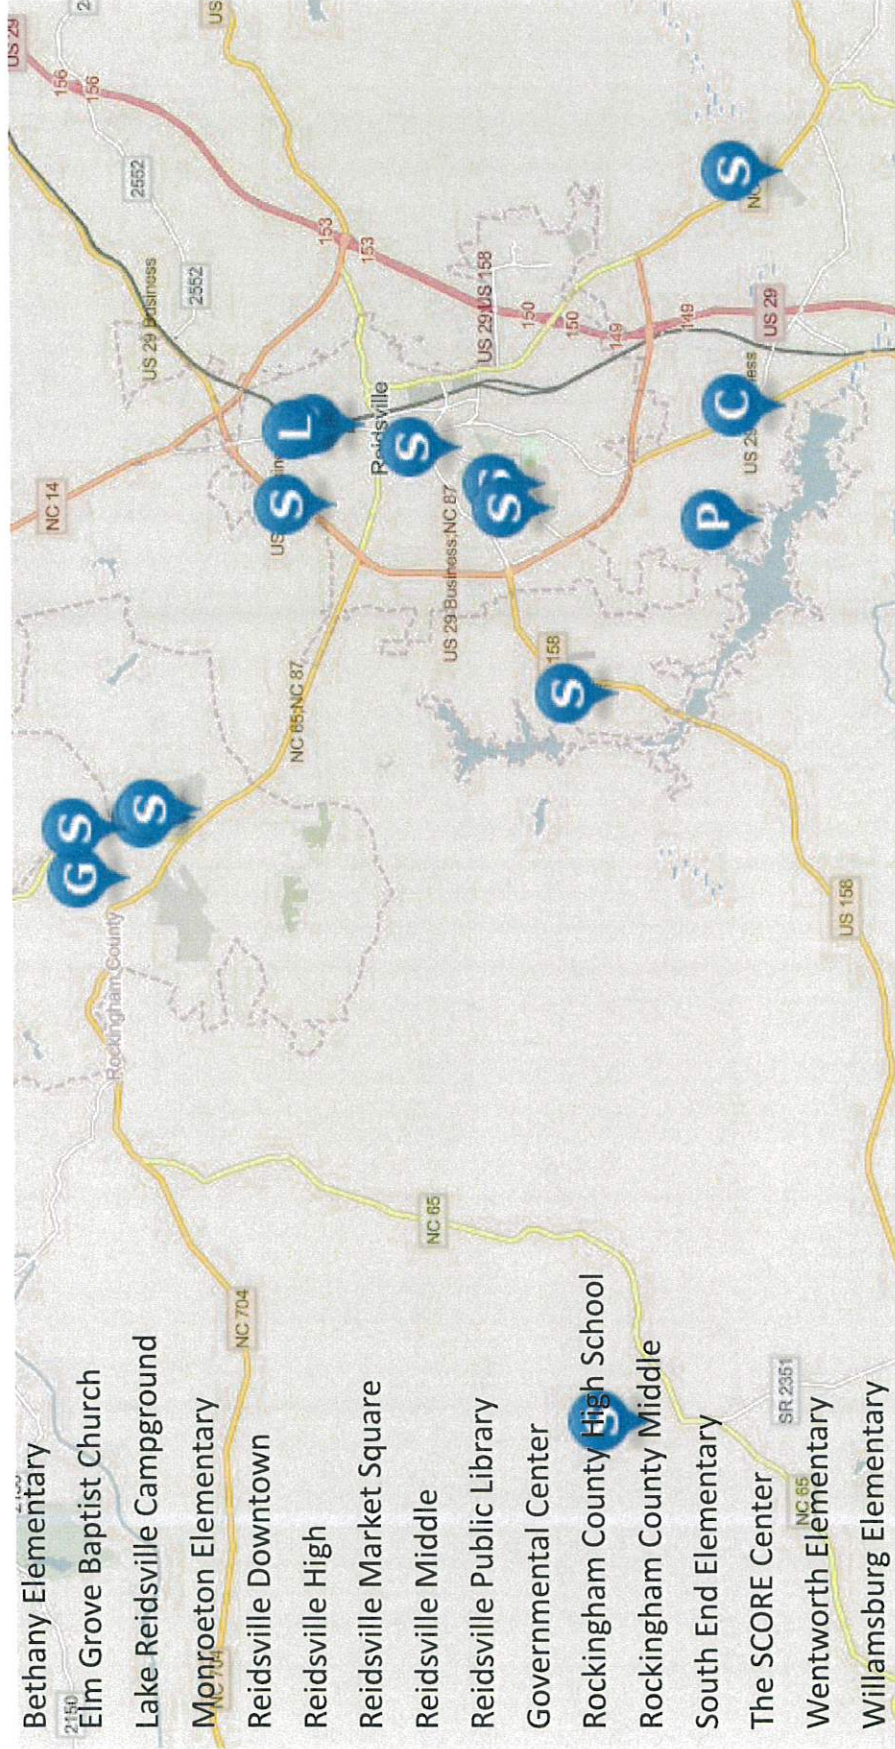 Bethany Elementary
Elm Grove Baptist Church
Lake Reidsville Campground
Monroeton Elementary
Reidsville Downtown
Reidsville High
Reidsville Market Square
Reidsville Middle
Reidsville Public Library
Governmental Center
Rockingham County High School
Rockingham County Middle
South End Elementary
The SCORE Center
Wentworth Elementary
Willamsburg Elementary
2150
NC 704
NC 704
NC 65
NC 65
SR 2351
Rockingham County
G
S
S
NC 65;NC 87
US 158
158
S
S
P
C
S
S
S
L
S
S
Reidsville
US 29 Business;NC 87
NC 14
US 29 Business
2552
2552
US 29;US 158
153
153
150
150
149
149
156
156
US 29
US 29
US
NC